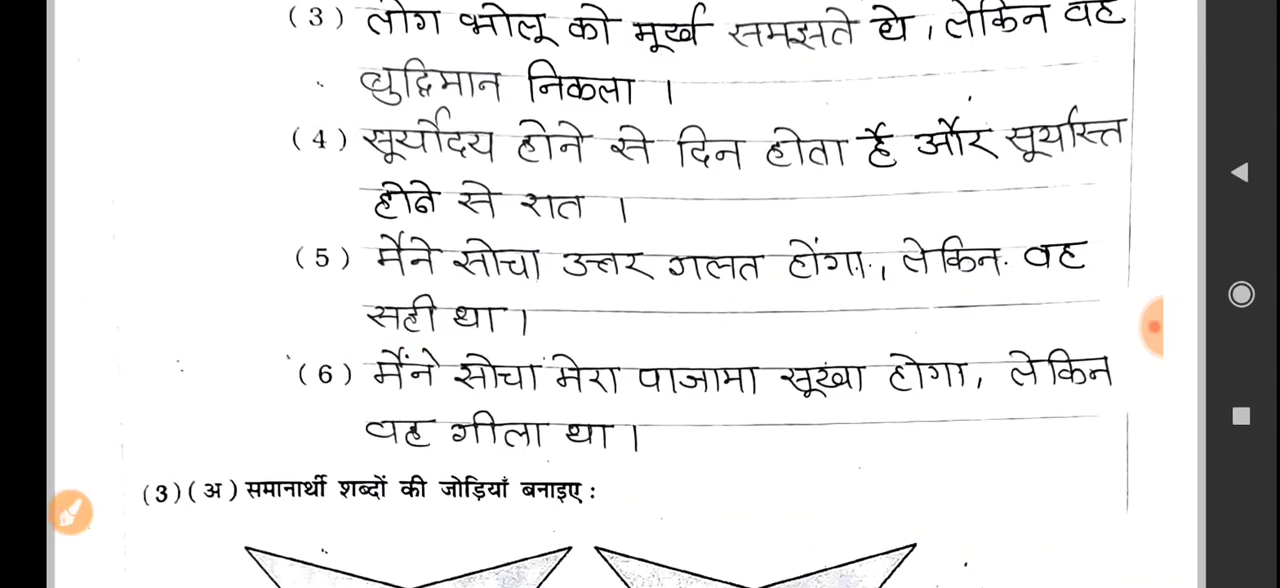 (3) लोग भोलू को मूर्ख समझते थे, लेकिन वह
बुद्धिमान निकला ।
(4) सूर्योदय होने से दिन होता है और सूर्यास्त
होने से रात ।
(5) मैने सोचा उत्तर गलत होंगा, लेकिन वह
सही था ।
(6) मैंने सोचा मेरा पाजामा सूखा होगा, लेकिन
वह गीला था ।
(3) (अ) समानार्थी शब्दों की जोड़ियाँ बनाइए :